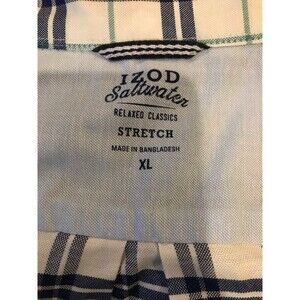 IZOD
Saltwater
RELAXED CLASSICS
STRETCH
MADE IN BANGLADESH
XL